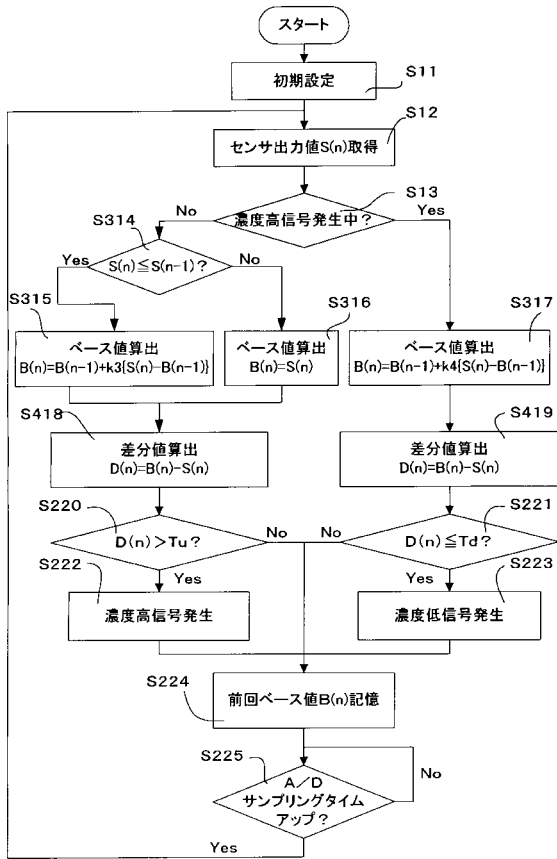 スタート
S11
初期設定
S12
センサ出力値S(n)取得
S13
濃度高信号発生中?
No
Yes
S314
S(n)≦S(n-1)?
Yes
No
S315
ベース値算出
B(n)=B(n-1)+k3{S(n)-B(n-1)}
S316
ベース値算出
B(n)=S(n)
S317
ベース値算出
B(n)=B(n-1)+k4{S(n)-B(n-1)}
S418
差分値算出
D(n)=B(n)-S(n)
S419
差分値算出
D(n)=B(n)-S(n)
S220
D(n)>Tu?
No
Yes
S221
D(n)≦Td?
No
Yes
S222
濃度高信号発生
S223
濃度低信号発生
S224
前回ベース値B(n)記憶
S225
A/D
サンプリングタイム
アップ?
No
Yes